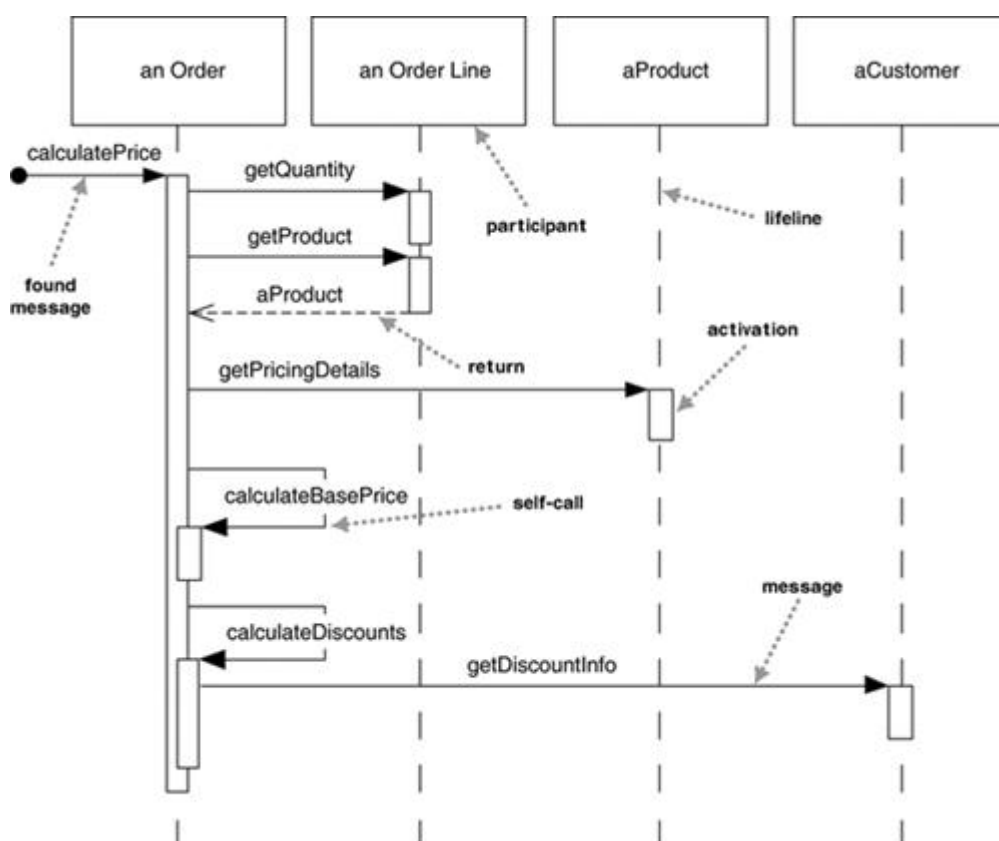 an Order
an Order Line
aProduct
aCustomer
calculatePrice
getQuantity
participant
lifeline
getProduct
found
message
aProduct
activation
return
getPricingDetails
calculateBasePrice
self-call
message
calculateDiscounts
getDiscountInfo